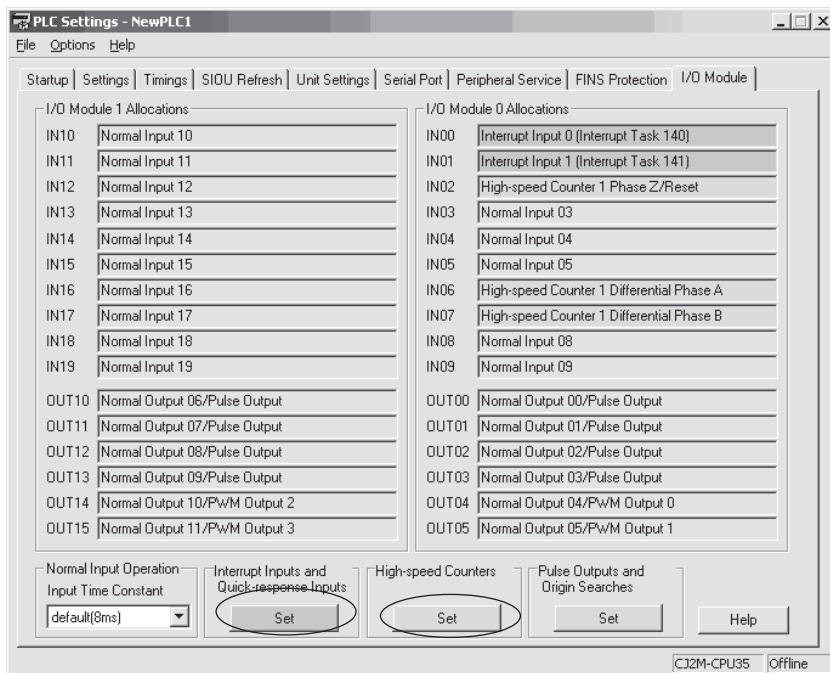 PLC Settings - NewPLC1
File Options Help
Startup Settings Timings SIOU Refresh Unit Settings Serial Port Peripheral Service FINS Protection I/O Module
I/O Module 1 Allocations
IN10 Normal Input 10
IN11 Normal Input 11
IN12 Normal Input 12
IN13 Normal Input 13
IN14 Normal Input 14
IN15 Normal Input 15
IN16 Normal Input 16
IN17 Normal Input 17
IN18 Normal Input 18
IN19 Normal Input 19
OUT10 Normal Output 06/Pulse Output
OUT11 Normal Output 07/Pulse Output
OUT12 Normal Output 08/Pulse Output
OUT13 Normal Output 09/Pulse Output
OUT14 Normal Output 10/PWM Output 2
OUT15 Normal Output 11/PWM Output 3
I/O Module 0 Allocations
IN00 Interrupt Input 0 (Interrupt Task 140)
IN01 Interrupt Input 1 (Interrupt Task 141)
IN02 High-speed Counter 1 Phase Z/Reset
IN03 Normal Input 03
IN04 Normal Input 04
IN05 Normal Input 05
IN06 High-speed Counter 1 Differential Phase A
IN07 High-speed Counter 1 Differential Phase B
IN08 Normal Input 08
IN09 Normal Input 09
OUT00 Normal Output 00/Pulse Output
OUT01 Normal Output 01/Pulse Output
OUT02 Normal Output 02/Pulse Output
OUT03 Normal Output 03/Pulse Output
OUT04 Normal Output 04/PWM Output 0
OUT05 Normal Output 05/PWM Output 1
Normal Input Operation
Input Time Constant
default(8ms)
Interrupt Inputs and
Quick-response Inputs
Set
High-speed Counters
Set
Pulse Outputs and
Origin Searches
Set
Help
CJ2M-CPU35 Offline